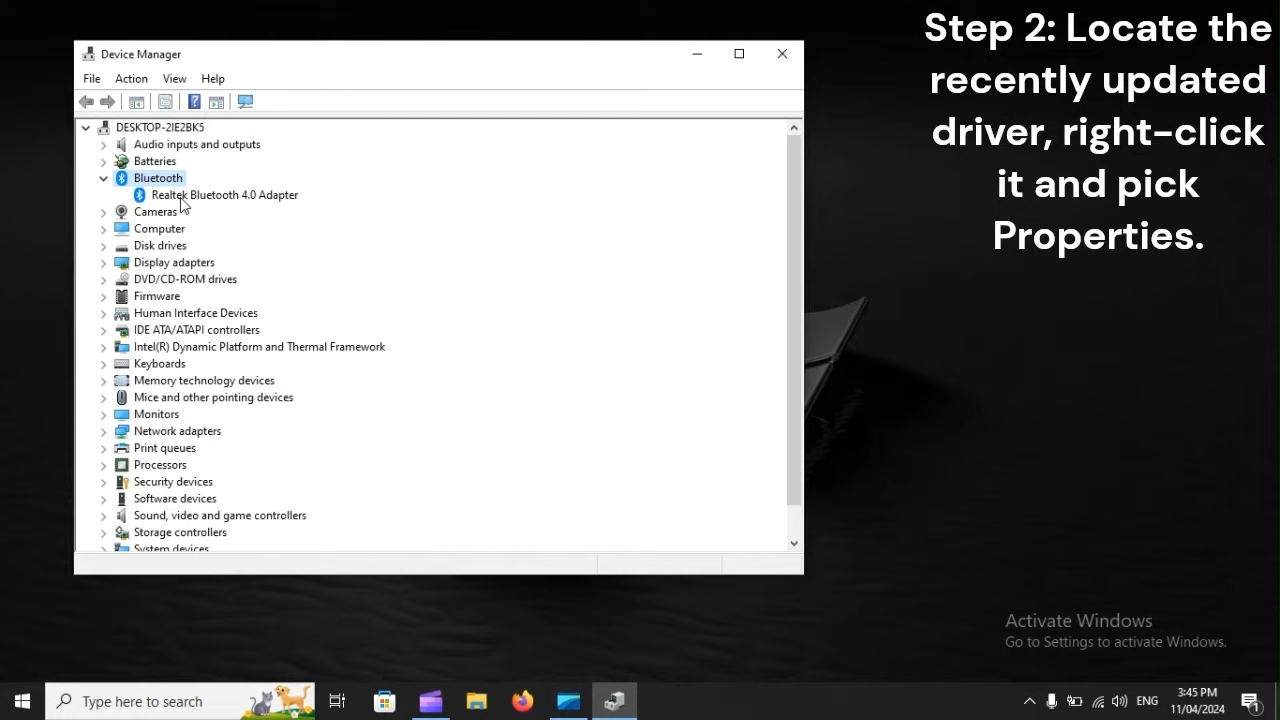 Step 2: Locate the
recently updated
driver, right-click
it and pick
Properties.
Device Manager
File Action View Help
DESKTOP-2IE2BK5
Audio inputs and outputs
Batteries
Bluetooth
Realtek Bluetooth 4.0 Adapter
Cameras
Computer
Disk drives
Display adapters
DVD/CD-ROM drives
Firmware
Human Interface Devices
IDE ATA/ATAPI controllers
Intel(R) Dynamic Platform and Thermal Framework
Keyboards
Memory technology devices
Mice and other pointing devices
Monitors
Network adapters
Print queues
Processors
Security devices
Software devices
Sound, video and game controllers
Storage controllers
System devices
Activate Windows
Go to Settings to activate Windows.
Type here to search
ENG
3:45 PM
11/04/2024
1